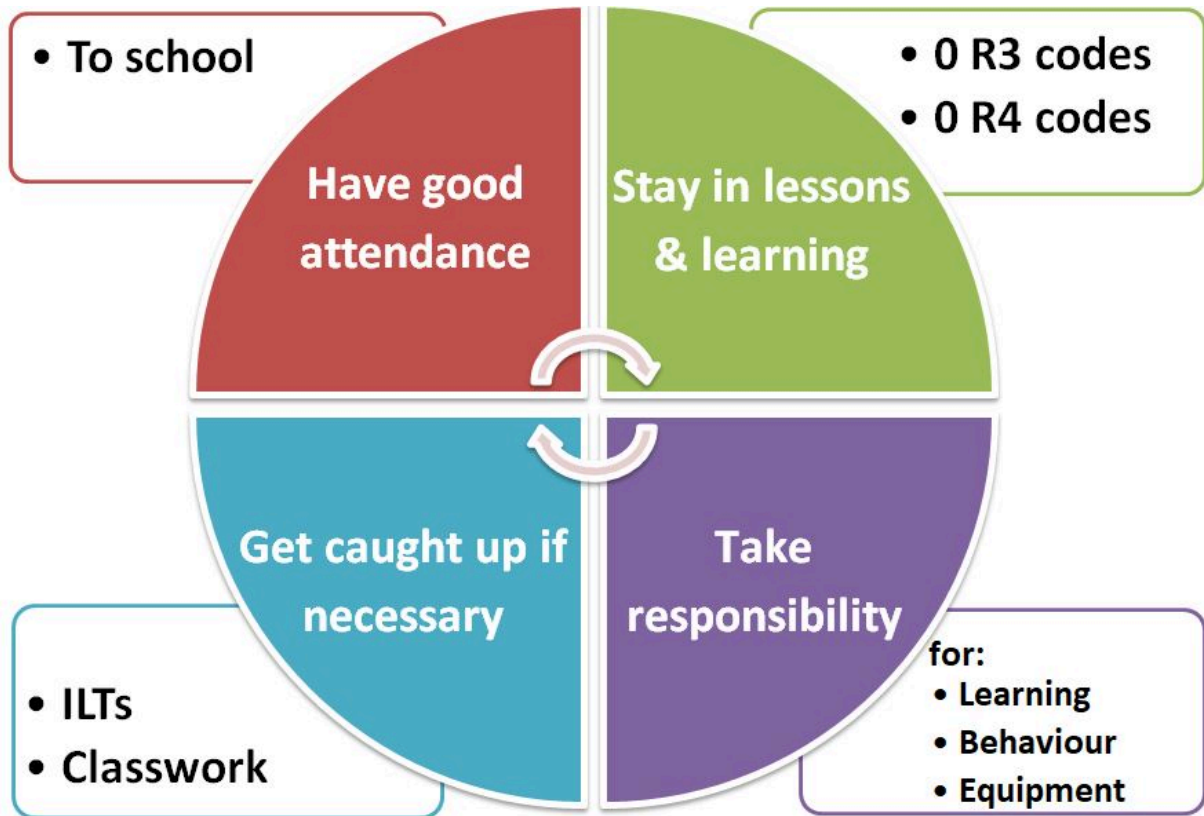 • To school
Have good
attendance
• 0 R3 codes
• 0 R4 codes
Stay in lessons
& learning
Get caught up if
necessary
• ILTs
• Classwork
Take
responsibility
for:
• Learning
• Behaviour
• Equipment